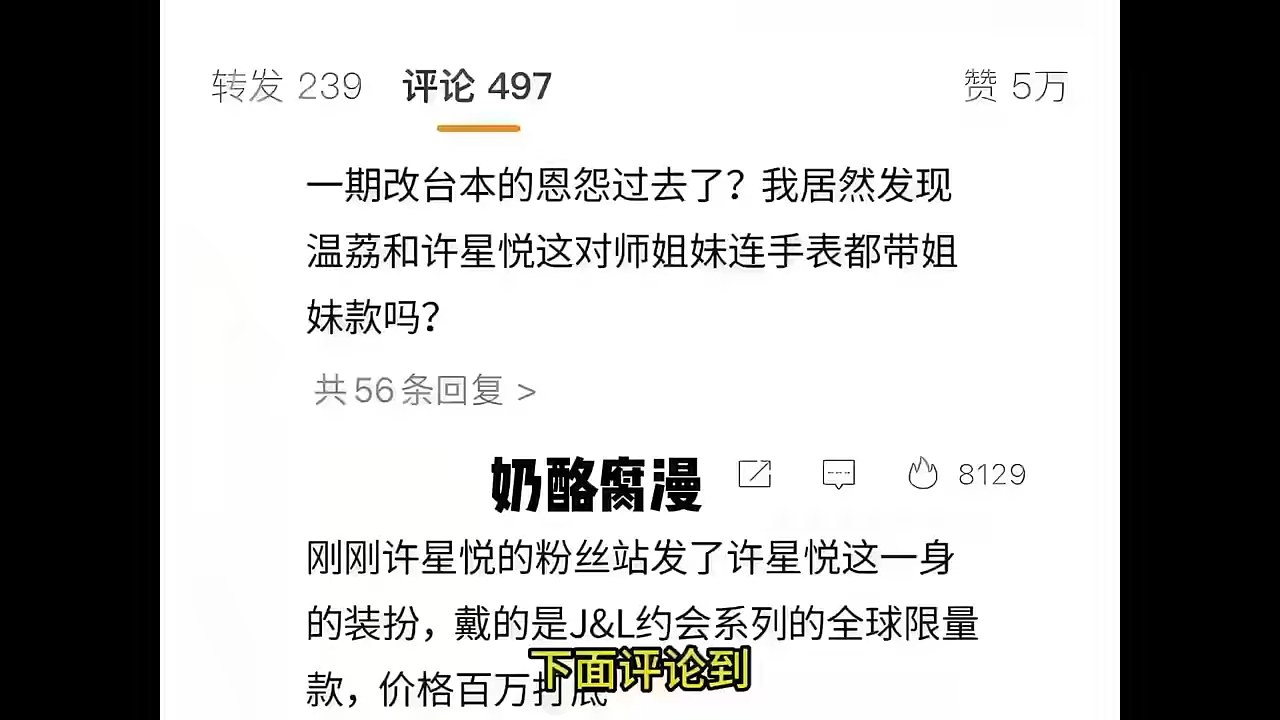 转发 239 评论 497 赞 5万
一期改台本的恩怨过去了？我居然发现
温荔和许星悦这对师姐妹连手表都带姐
妹款吗？
共56条回复 >
奶酪腐漫 8129
刚刚许星悦的粉丝站发了许星悦这一身
的装扮，戴的是J&L约会系列的全球限量
款，价格百万打底
下面评论到